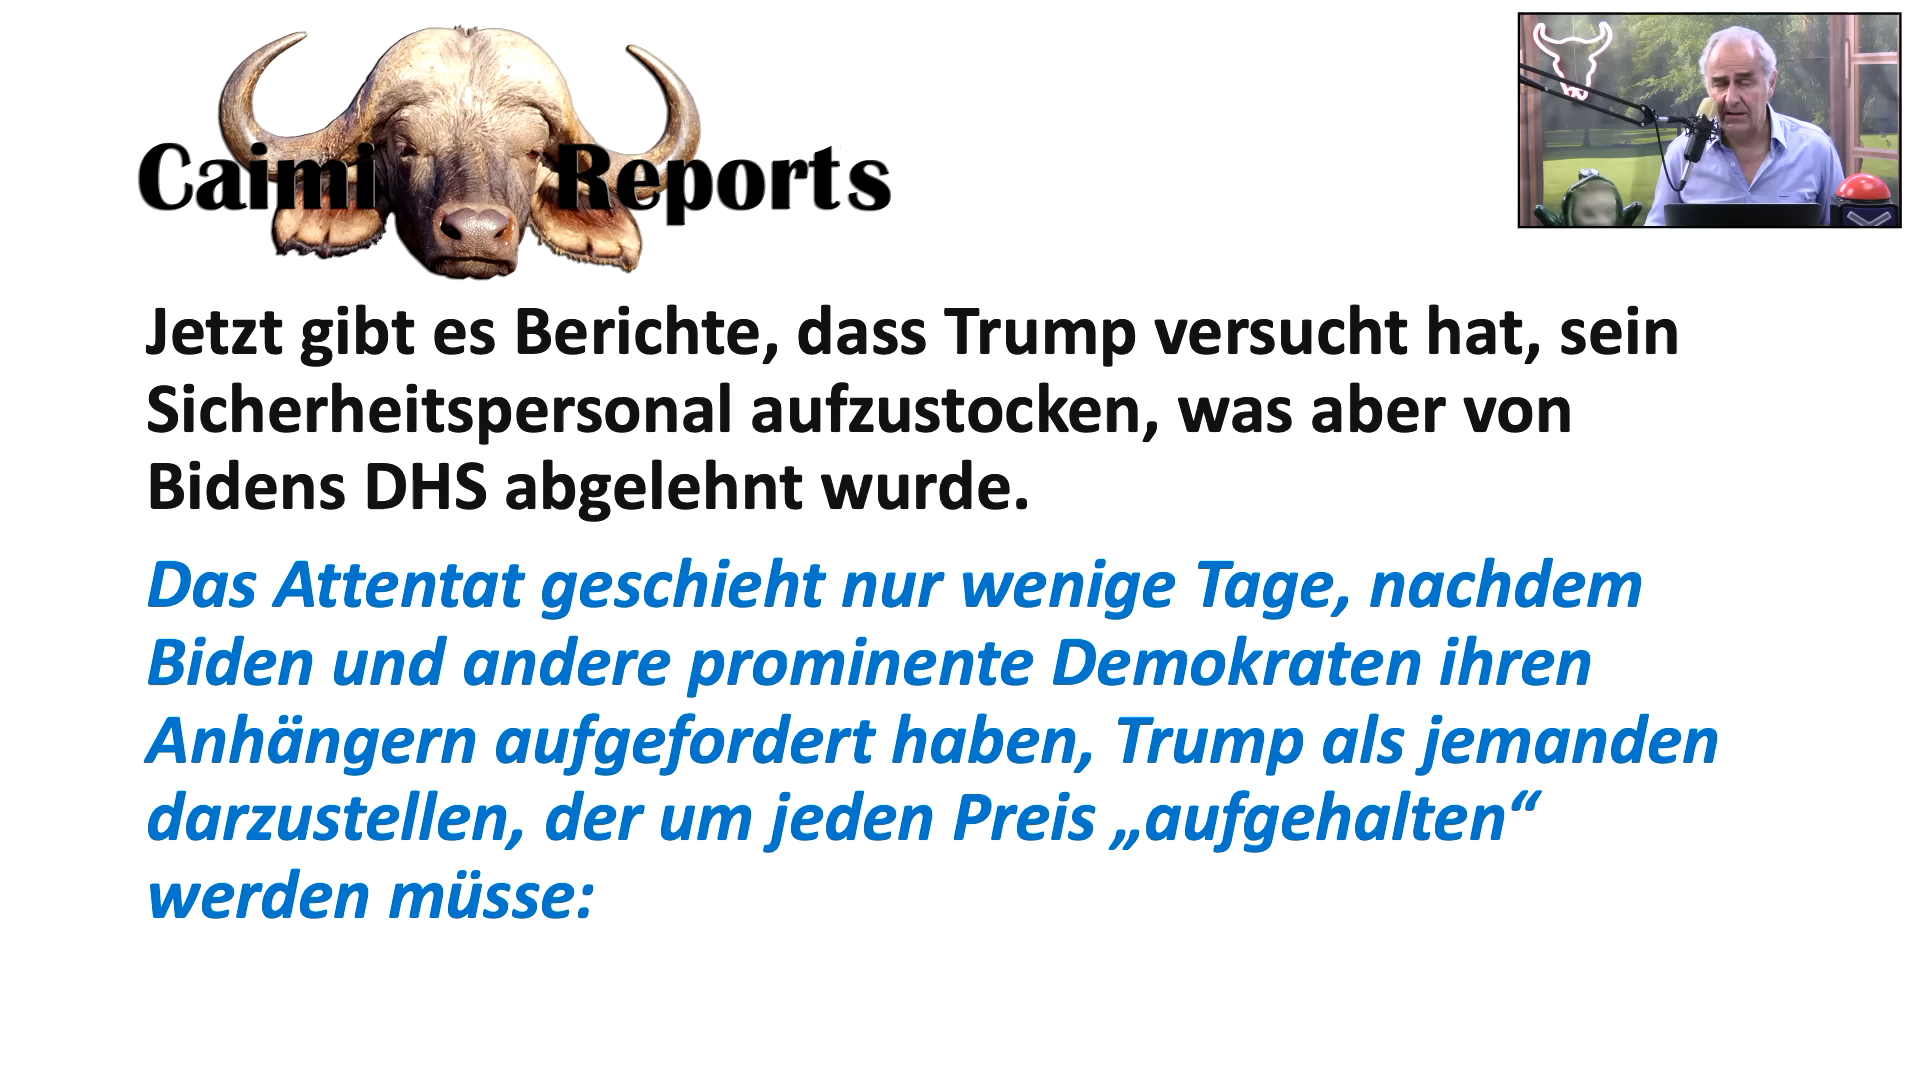 Caimi Reports
Jetzt gibt es Berichte, dass Trump versucht hat, sein
Sicherheitspersonal aufzustocken, was aber von
Bidens DHS abgelehnt wurde.
Das Attentat geschieht nur wenige Tage, nachdem
Biden und andere prominente Demokraten ihren
Anhängern aufgefordert haben, Trump als jemanden
darzustellen, der um jeden Preis „aufgehalten“
werden müsse: